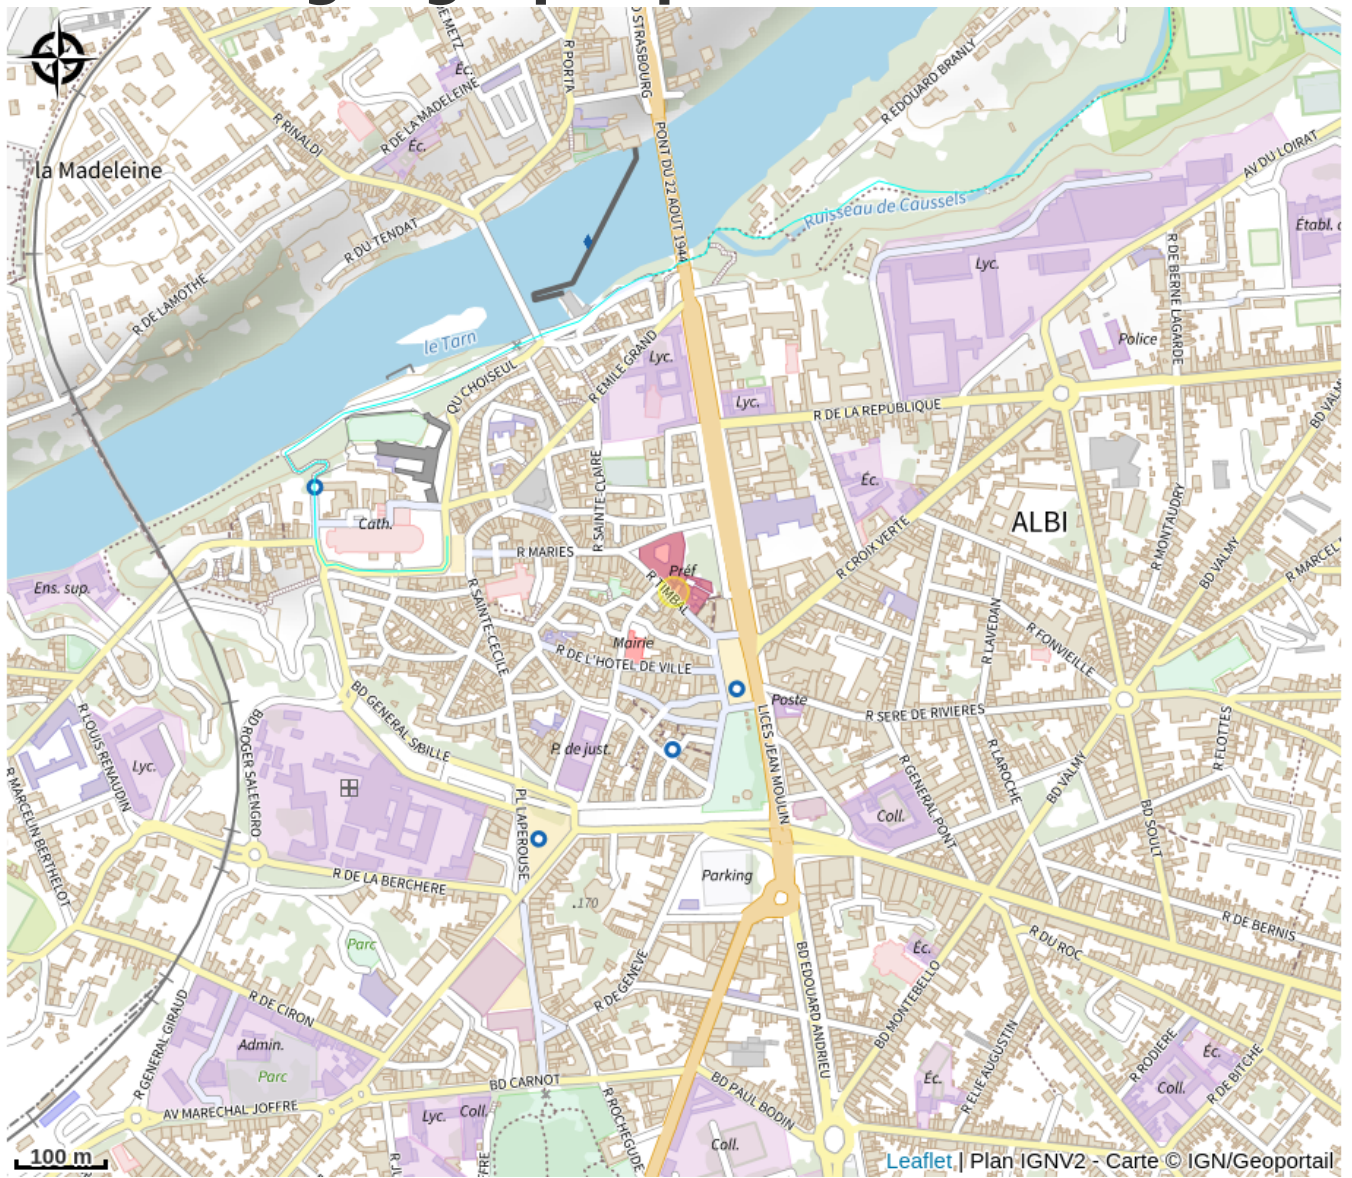 D STRASBOURG
DE METZ
R PORTA
Éc.
R EDOUARD BRANLY
R RINALDI
R DE LA MADELEINE
Éc.
PONT DU 22 AOUT 1944
AV DU LOIRAT
la Madeleine
Ruisseau de Caussels
R DU TENDAT
Établ.
Lyc.
R DE BERNE LAGARDE
R DE LAMOTHE
le Tarn
Police
Lyc.
R EMILE GRAND
QU CHOISEUL
Lyc.
R DE LA REPUBLIQUE
BD VALMY
R SAINTE-CLAIRE
Éc.
Cath.
ALBI
R MONTAUDRY
R CROIX VERTE
R MARIES
BD VALMY
R MARCEL
Préf
R TIMBAL
Ens. sup.
R SAINTE-CECILE
R LAVEDAN
R FONVIEILLE
Mairie
R DE L'HOTEL DE VILLE
BD GENERAL SIBILLE
Poste
R SERE DE RIVIERES
R LOUIS RENAUDIN
BD ROGER SALENGRO
LICES JEAN MOULIN
R FLOTTES
P. de just.
Lyc.
R GENERAL PONT
R LAROCHE
BD VALMY
R MARCELIN BERTHELOT
PL LAPEROUSE
Coll.
BD SOULT
R DE LA BERCHERE
Parking
.170
R DE BERNIS
Parc
Éc.
R DU ROC
R DE GENEVE
BD EDOUARD ANDRIEU
BD MONTEBELLO
R DE CIRON
R GENERAL GIRAUD
Admin.
Parc
R ELIE AUGUSTIN
R RODIERE
Éc.
R DE BITCHE
Coll.
BD CARNOT
BD PAUL BODIN
Éc.
AV MARECHAL JOFFRE
Lyc.
Coll.
R ROCHEGUDE
Coll.
100 m
Leaflet | Plan IGNV2 - Carte © IGN/Geoportail